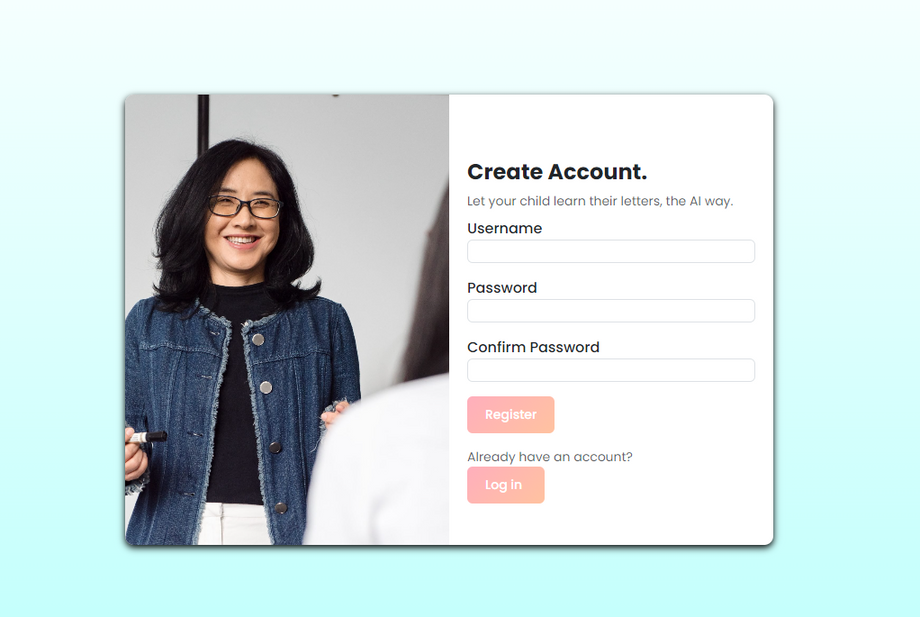 Create Account.
Let your child learn their letters, the AI way.
Username
Password
Confirm Password
Register
Already have an account?
Log in